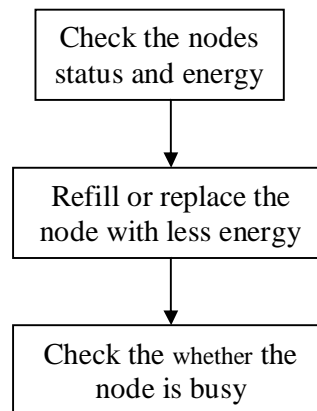 Check the nodes
status and energy
Refill or replace the
node with less energy
Check the whether the
node is busy